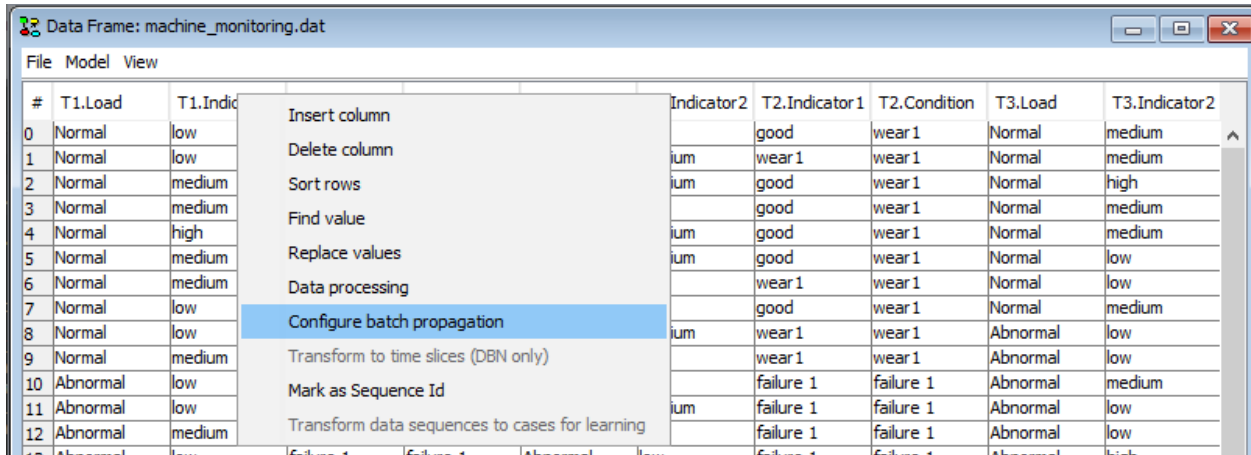 Data Frame: machine_monitoring.dat
File Model View
# T1.Load T1.Indic Indicator2 T2.Indicator1 T2.Condition T3.Load T3.Indicator2
Insert column
Delete column
Sort rows
Find value
Replace values
Data processing
Configure batch propagation
Transform to time slices (DBN only)
Mark as Sequence Id
Transform data sequences to cases for learning
0 Normal low good wear1 Normal medium
1 Normal low ium wear1 wear1 Normal medium
2 Normal medium ium good wear1 Normal high
3 Normal medium good wear1 Normal medium
4 Normal high ium good wear1 Normal medium
5 Normal medium ium good wear1 Normal low
6 Normal medium wear1 wear1 Normal low
7 Normal low good wear1 Normal medium
8 Normal low ium wear1 wear1 Abnormal low
9 Normal medium wear1 wear1 Abnormal low
10 Abnormal low failure 1 failure 1 Abnormal medium
11 Abnormal low ium failure 1 failure 1 Abnormal low
12 Abnormal medium failure 1 failure 1 Abnormal low